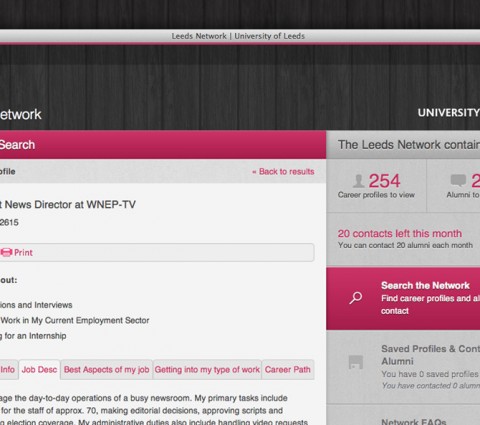 Leeds Network | University of Leeds
etwork
UNIVERSITY
Search
The Leeds Network contain
ofile
« Back to results
254
2
Career profiles to view
Alumni to
t News Director at WNEP-TV
2615
20 contacts left this month
You can contact 20 alumni each month
Print
out:
Search the Network
Find career profiles and al
contact
ions and Interviews
Work in My Current Employment Sector
g for an Internship
Saved Profiles & Cont
Alumni
You have 0 saved profiles
You have contacted 0 alumn
Info
Job Desc
Best Aspects of my job
Getting into my type of work
Career Path
age the day-to-day operations of a busy newsroom. My primary tasks include
for the staff of approx. 70, making editorial decisions, approving scripts and
g election coverage. My administrative duties also include handling video requests
Network FAQs